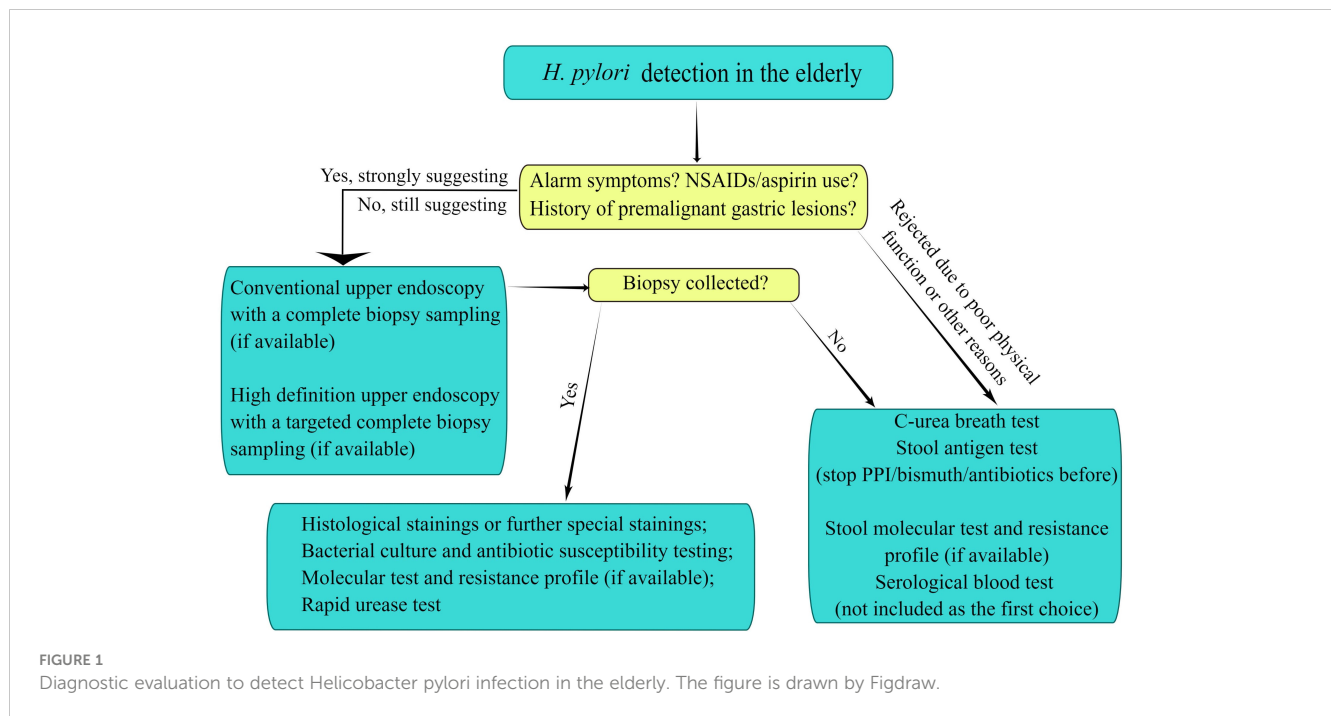 H. pylori detection in the elderly
Yes, strongly suggesting
No, still suggesting
Alarm symptoms? NSAIDs/aspirin use?
History of premalignant gastric lesions?
Rejected due to poor physical
function or other reasons
Conventional upper endoscopy
with a complete biopsy sampling
(if available)
High definition upper endoscopy
with a targeted complete biopsy
sampling (if available)
Biopsy collected?
No
Yes
C-urea breath test
Stool antigen test
(stop PPI/bismuth/antibiotics before)
Stool molecular test and resistance
profile (if available)
Serological blood test
(not included as the first choice)
Histological stainings or further special stainings;
Bacterial culture and antibiotic susceptibility testing;
Molecular test and resistance profile (if available);
Rapid urease test
FIGURE 1
Diagnostic evaluation to detect Helicobacter pylori infection in the elderly. The figure is drawn by Figdraw.